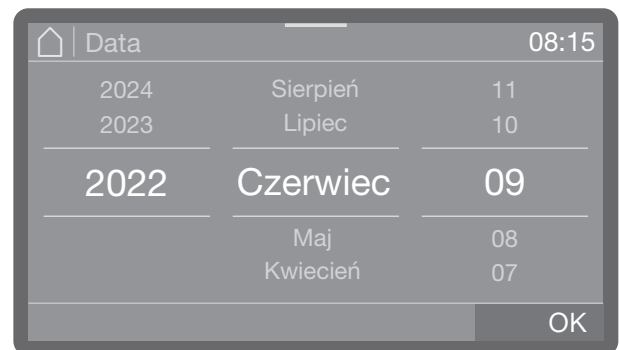 Data 08:15
2024 Sierpień 11
2023 Lipiec 10
2022 Czerwiec 09
Maj 08
Kwiecień 07
OK